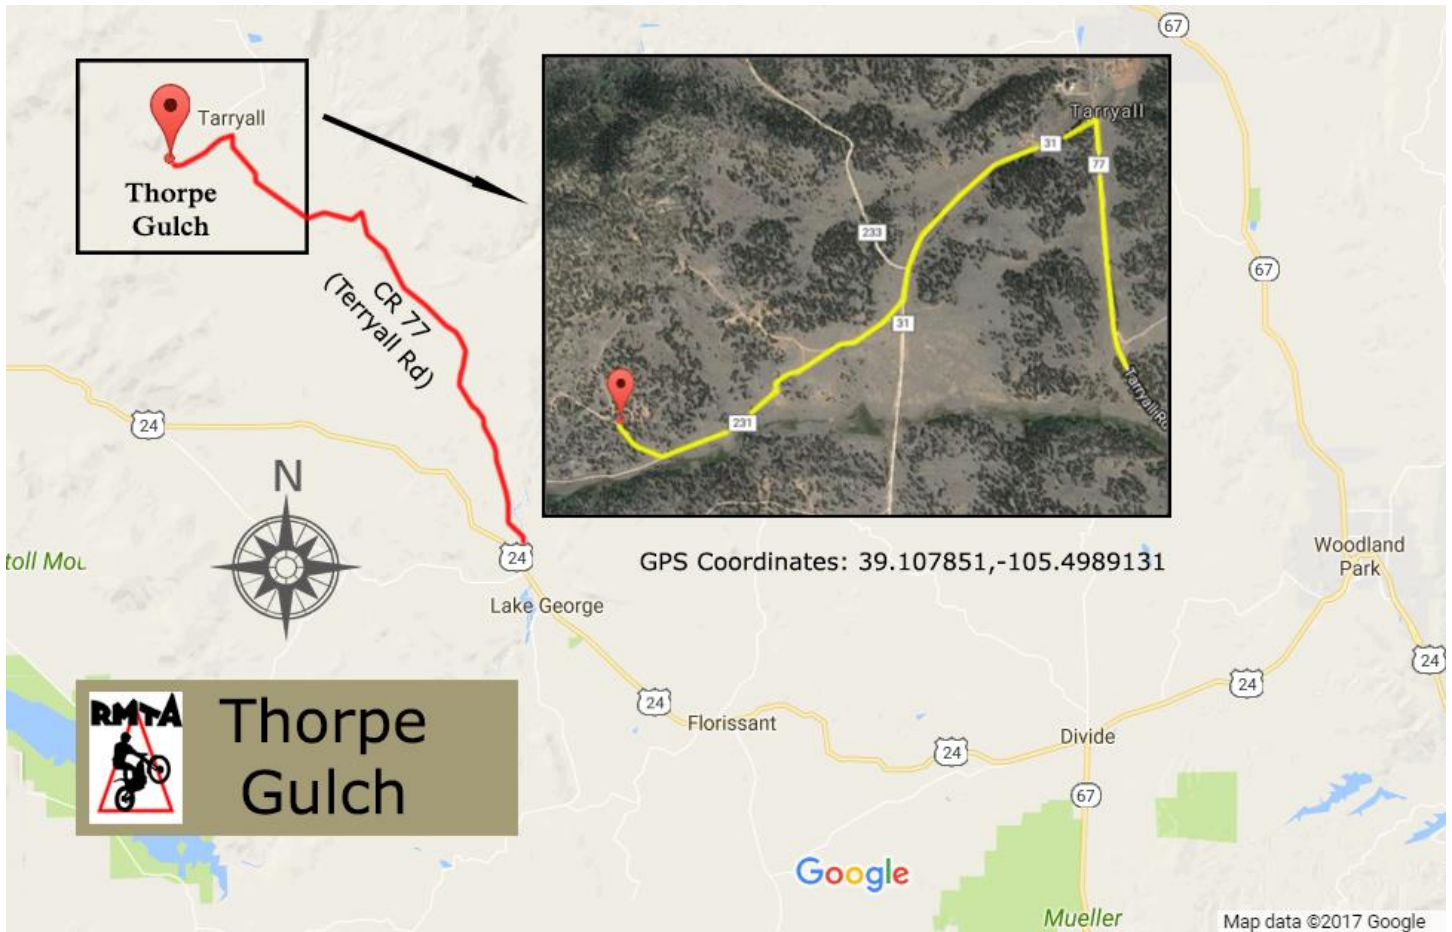 67
Tarryall
Thorpe
Gulch
Tarryall
31
77
233
31
67
CR 77
(Terryall Rd)
231
24
N
24
GPS Coordinates: 39.107851,-105.4989131
Woodland
Park
Lake George
24
24
24
RMTA
Thorpe
Gulch
Florissant
24
Divide
67
Google
Mueller
Map data ©2017 Google